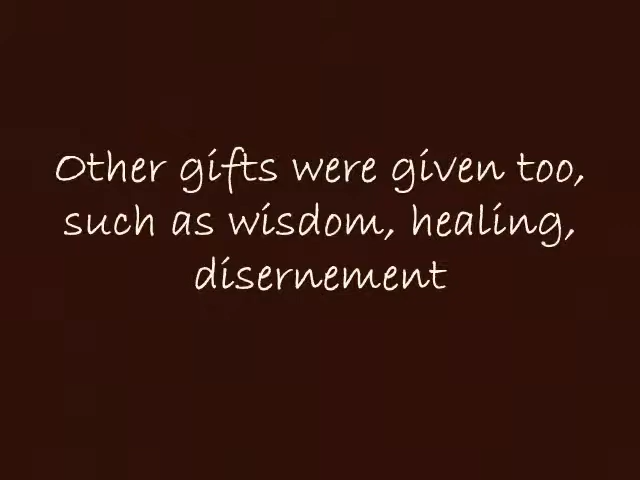 Other gifts were given too,
such as wisdom, healing,
disernement